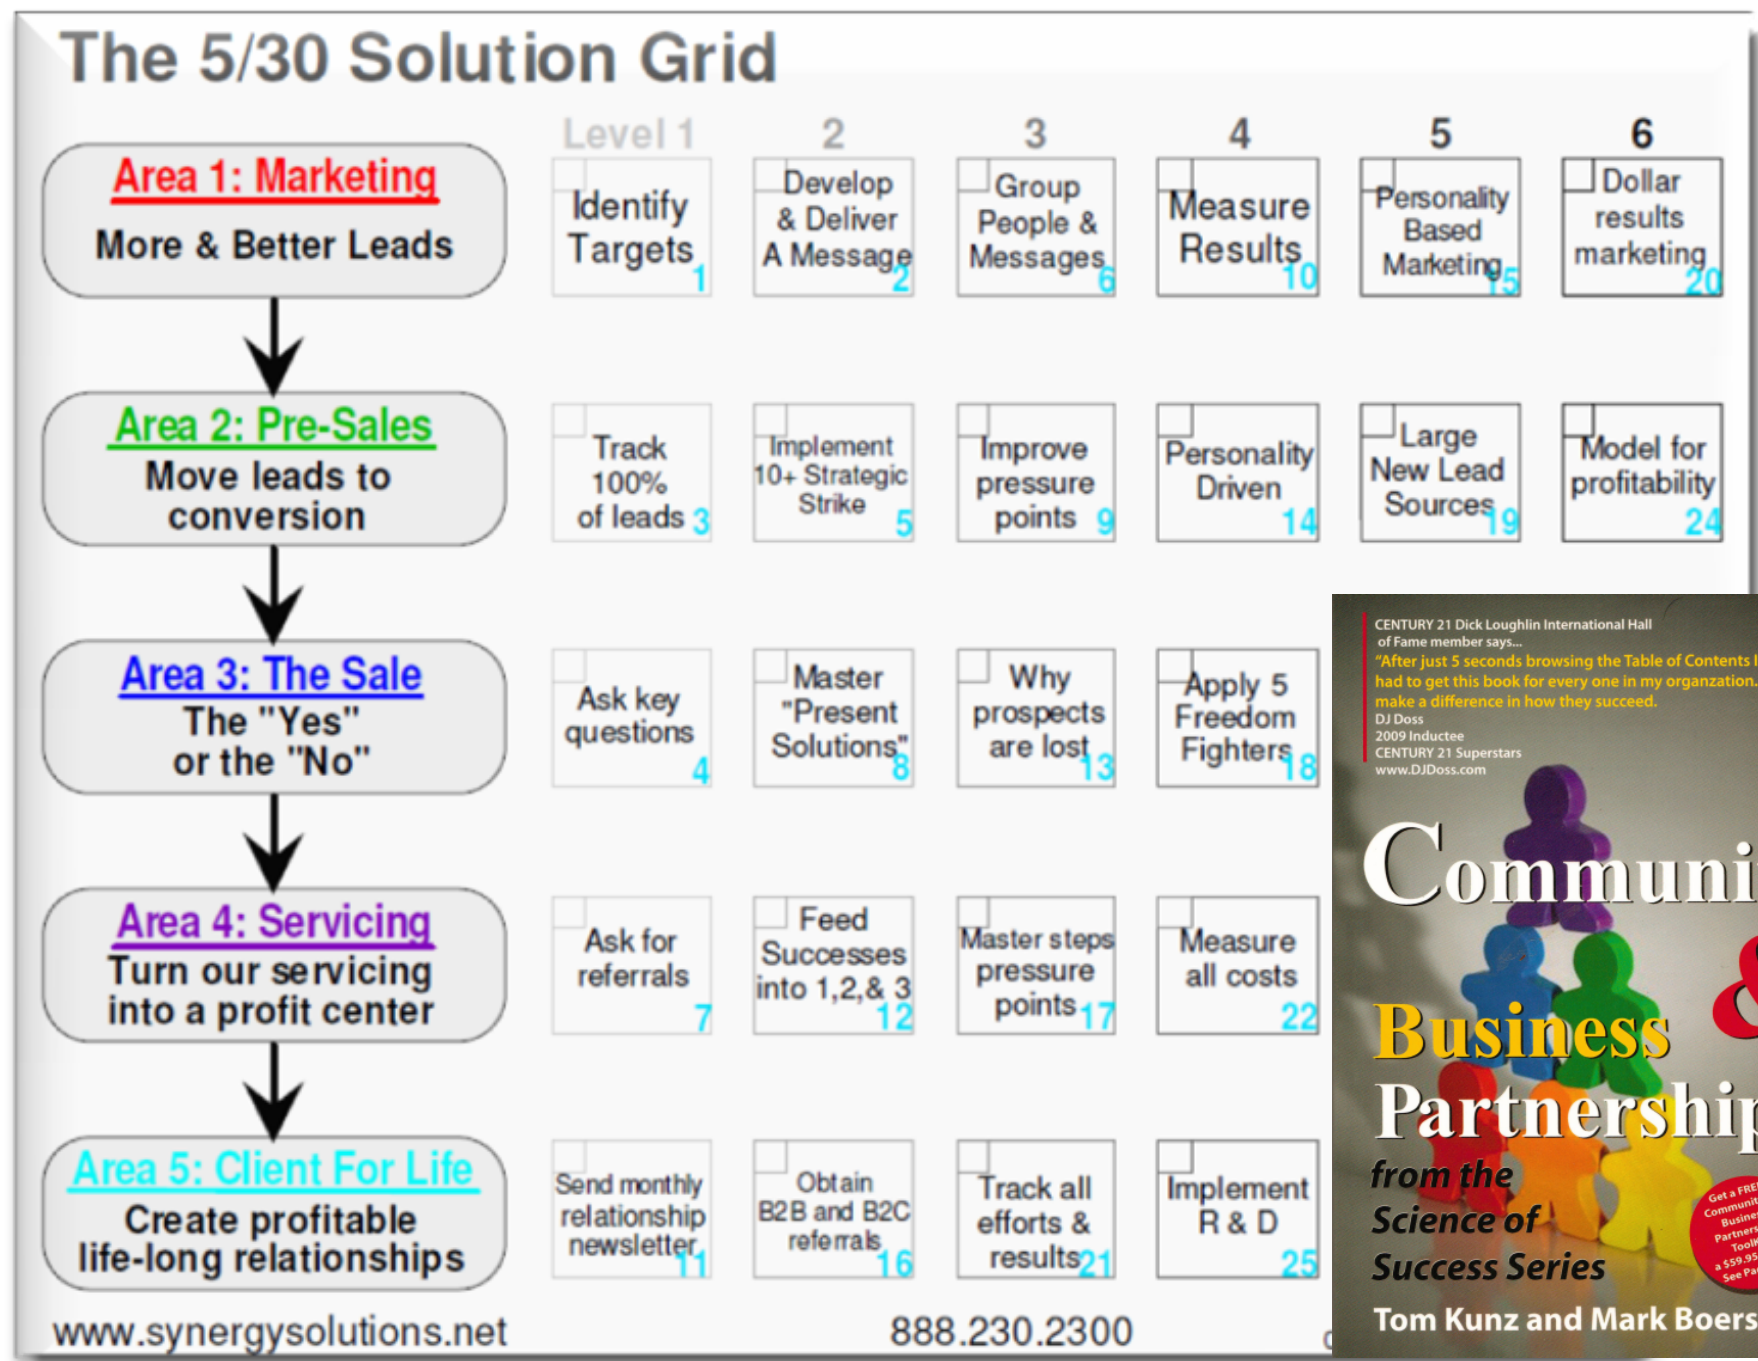 The 5/30 Solution Grid
Level 1 2 3 4 5 6
Area 1: Marketing
More & Better Leads
Identify
Targets
1
Develop
& Deliver
A Message
2
Group
People &
Messages
6
Measure
Results
10
Personality
Based
Marketing
15
Dollar
results
marketing
20
Area 2: Pre-Sales
Move leads to
conversion
Track
100%
of leads 3
Implement
10+ Strategic
Strike
5
Improve
pressure
points 9
Personality
Driven
14
Large
New Lead
Sources
19
Model for
profitability
24
Area 3: The Sale
The "Yes"
or the "No"
Ask key
questions
4
Master
"Present
Solutions"
8
Why
prospects
are lost
13
Apply 5
Freedom
Fighters
18
Area 4: Servicing
Turn our servicing
into a profit center
Ask for
referrals
7
Feed
Successes
into 1,2,& 3
12
Master steps
pressure
points
17
Measure
all costs
22
Area 5: Client For Life
Create profitable
life-long relationships
Send monthly
relationship
newsletter
11
Obtain
B2B and B2C
referrals
16
Track all
efforts &
results
21
Implement
R & D
25
www.synergysolutions.net
888.230.2300
CENTURY 21 Dick Loughlin International Hall
of Fame member says...
"After just 5 seconds browsing the Table of Contents I
had to get this book for every one in my organzation.
make a difference in how they succeed.
DJ Doss
2009 Inductee
CENTURY 21 Superstars
www.DJDoss.com
&
Business
from the
Science of
Success Series
Get a
a $59.95
See
Tom Kunz and Mark